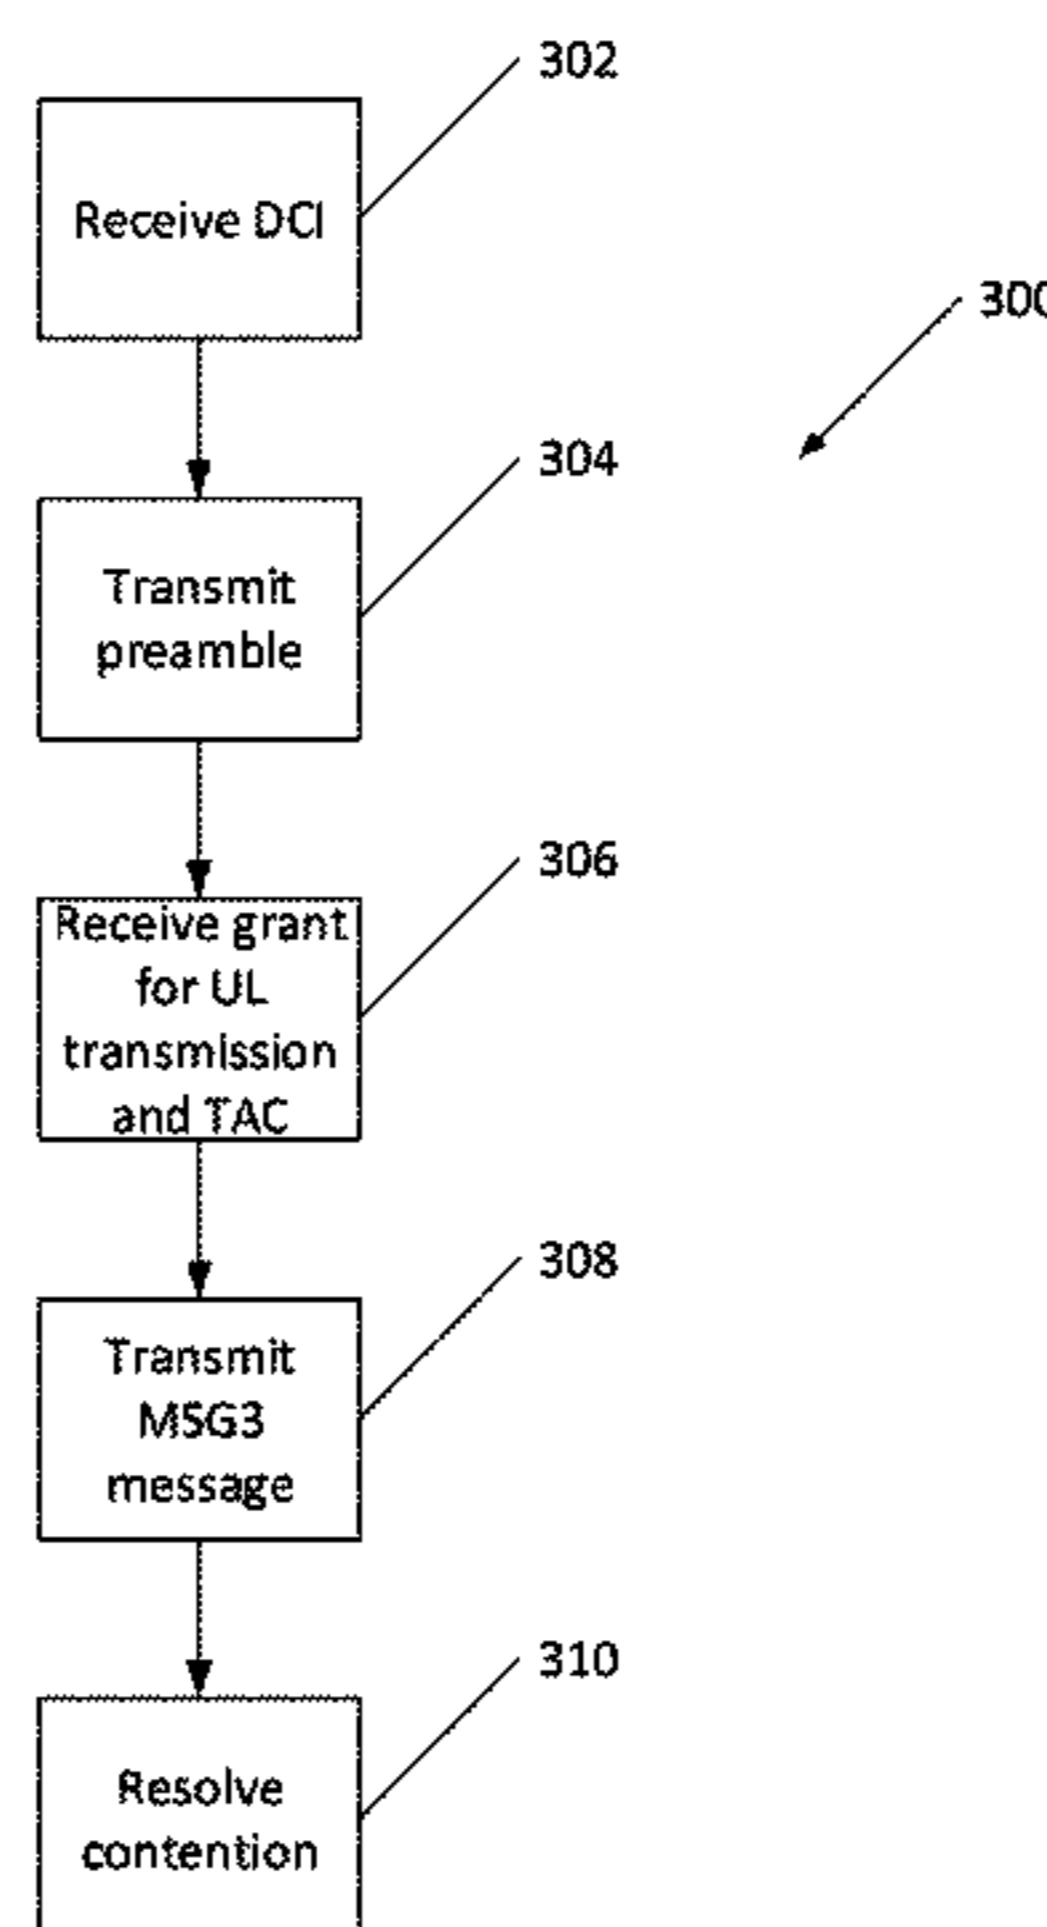 302
Receive DCI
300
304
Transmit
preamble
306
Receive grant
for UL
transmission
and TAC
308
Transmit
MSG3
message
310
Resolve
contention